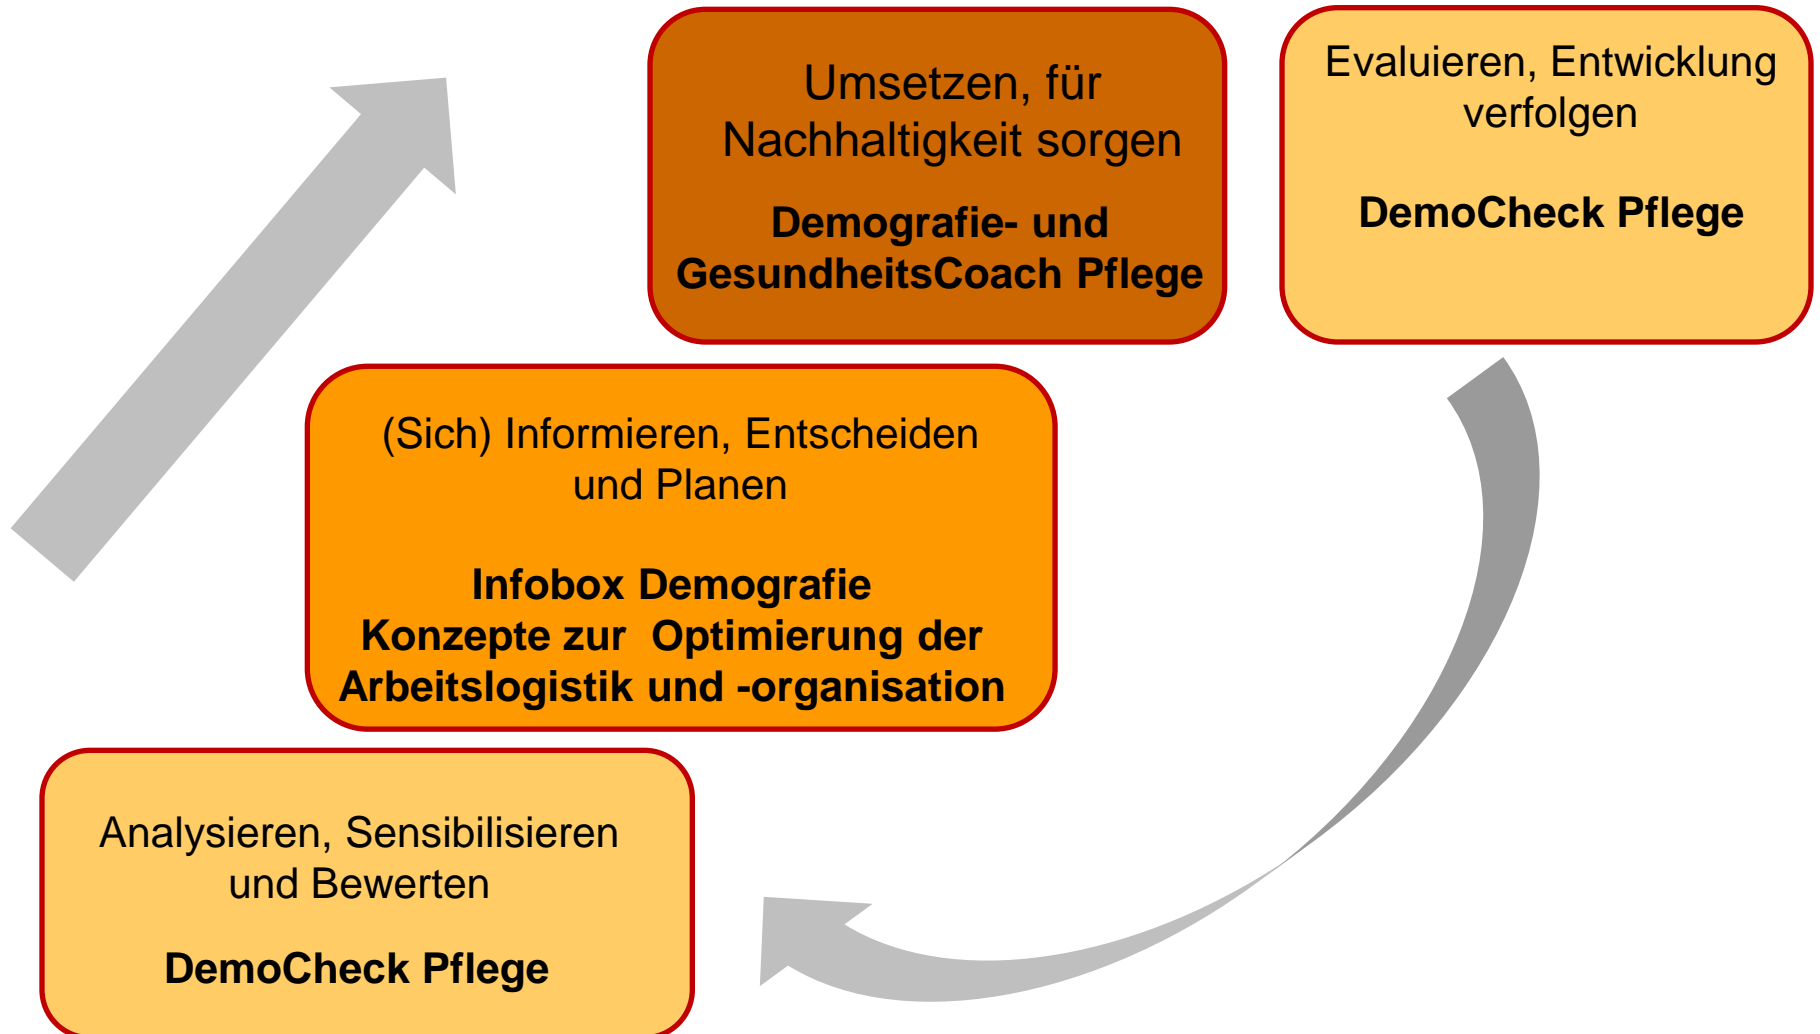 Umsetzen, für
Nachhaltigkeit sorgen
Demografie- und
GesundheitsCoach Pflege
Evaluieren, Entwicklung
verfolgen
DemoCheck Pflege
(Sich) Informieren, Entscheiden
und Planen
Infobox Demografie
Konzepte zur  Optimierung der
Arbeitslogistik und -organisation
Analysieren, Sensibilisieren
und Bewerten
DemoCheck Pflege